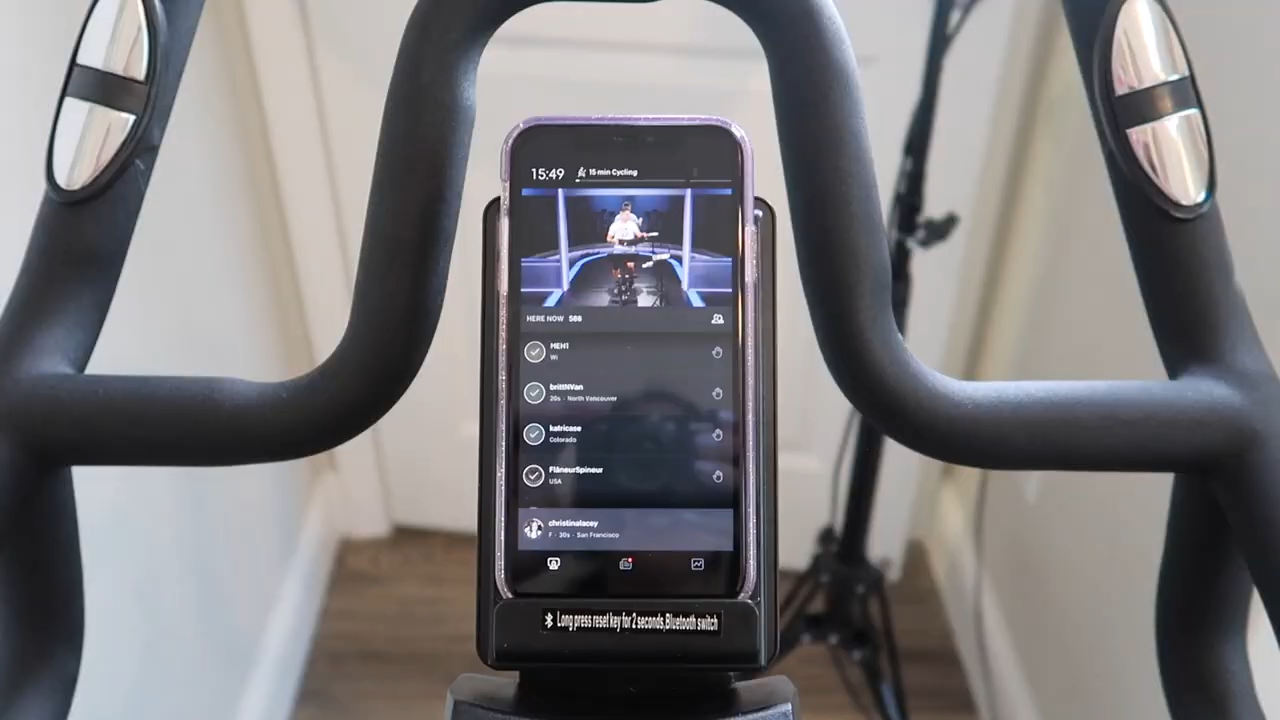 15:49 15 min Cycling
HERE NOW 588
MEH1
WI
brittNVan
20s · North Vancouver
katricase
Colorado
FlâneurSpineur
USA
christinalacey
F · 30s · San Francisco
Long press reset key for 2 seconds,Bluetooth switch